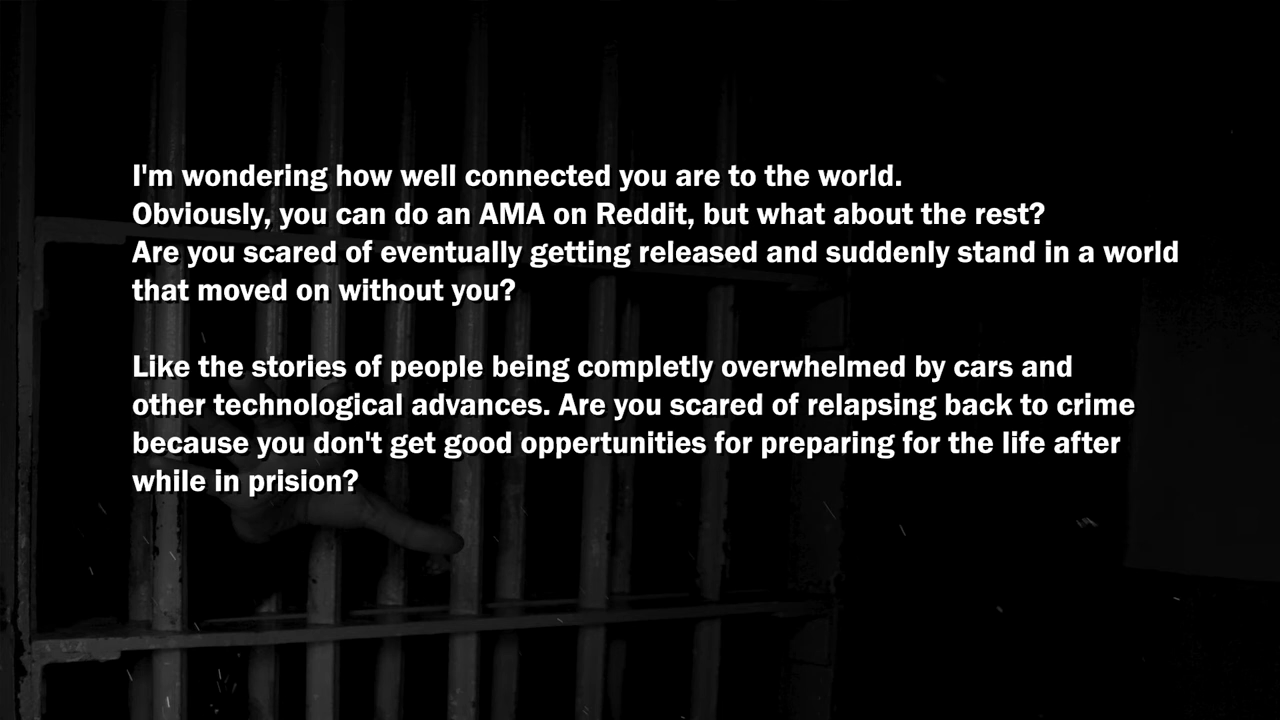 I'm wondering how well connected you are to the world.
Obviously, you can do an AMA on Reddit, but what about the rest?
Are you scared of eventually getting released and suddenly stand in a world
that moved on without you?
Like the stories of people being completly overwhelmed by cars and
other technological advances. Are you scared of relapsing back to crime
because you don't get good oppertunities for preparing for the life after
while in prision?